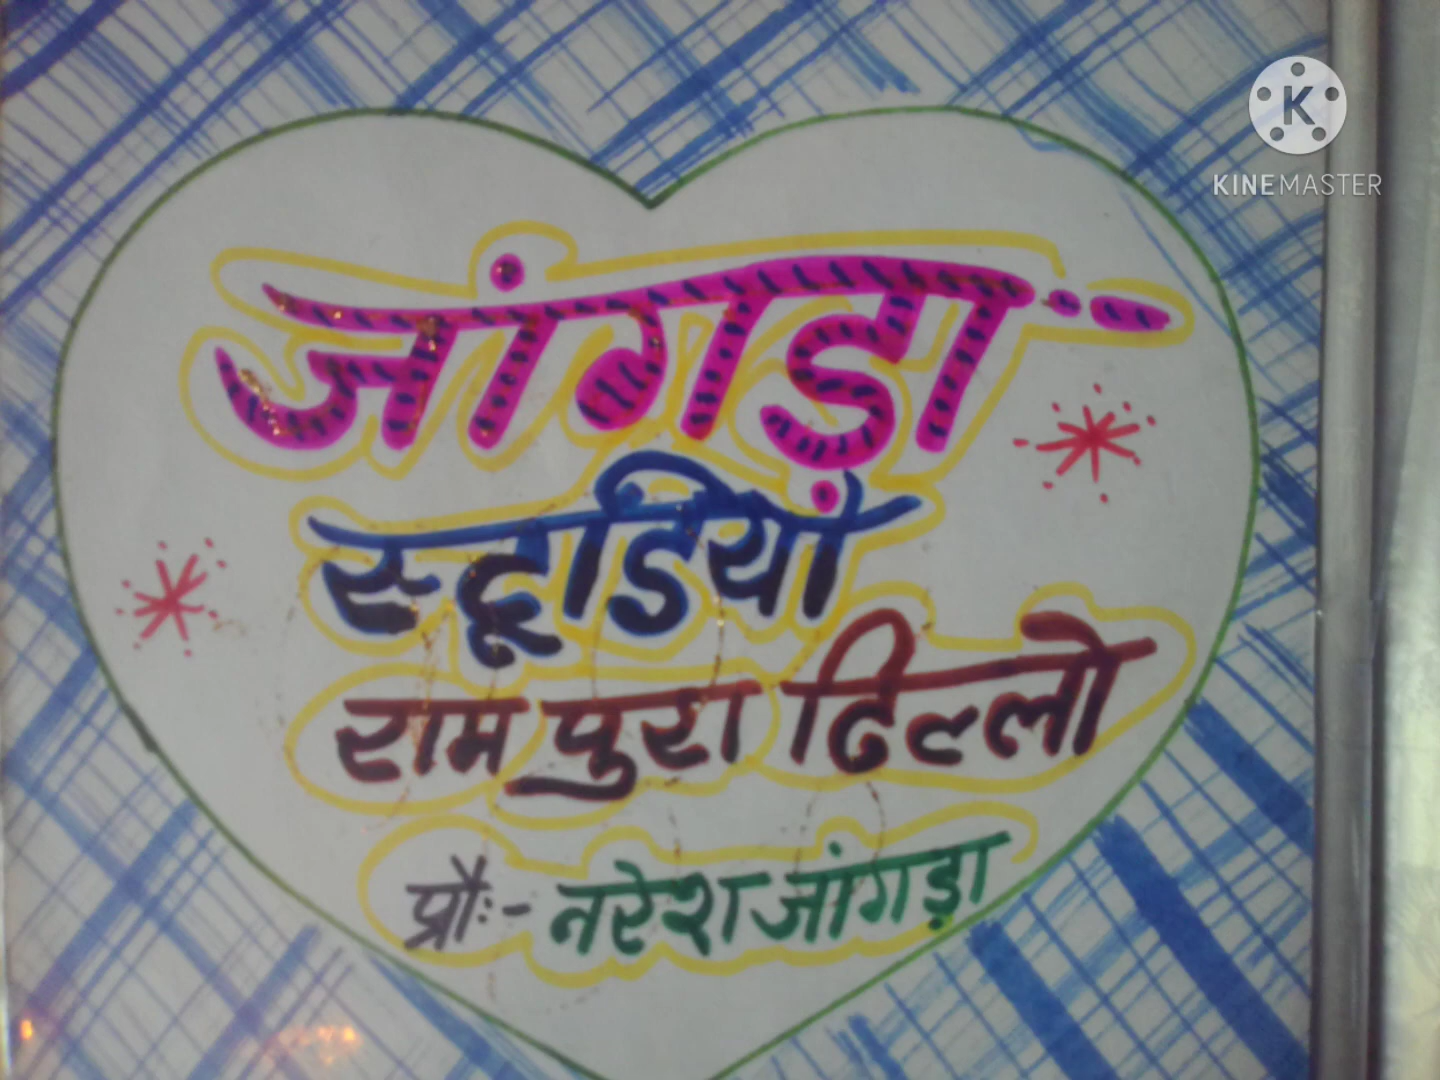 K
KINEMASTER
जांगड़ा
स्टूडियों
राम पुरा ढिल्लो
प्रौः- नरेश जांगड़ा